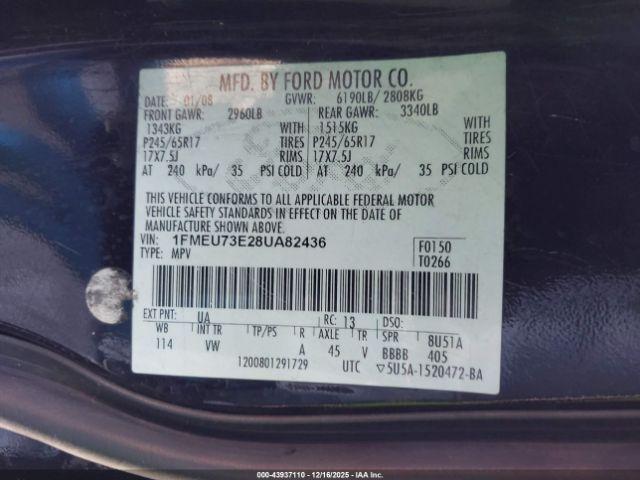 MFD. BY FORD MOTOR CO.
DATE: 01/08 GVWR: 6190LB/ 2808KG
FRONT GAWR: 2960LB REAR GAWR: 3340LB
1343KG WITH 1515KG WITH
P245/65R17 TIRES P245/65R17 TIRES
17X7.5J RIMS 17X7.5J RIMS
AT 240 kPa/ 35 PSI COLD AT 240 kPa/ 35 PSI COLD
THIS VEHICLE CONFORMS TO ALL APPLICABLE FEDERAL MOTOR
VEHICLE SAFETY STANDARDS IN EFFECT ON THE DATE OF
MANUFACTURE SHOWN ABOVE.
VIN: 1FMEU73E28UA82436 F0150
TYPE: MPV T0266
EXT PNT: UA RC: 13 DSO:
WB INT TR TP/PS R AXLE TR SPR 8U51A
114 VW A 45 V BBBB 405
1200801291729 UTC ▽5U5A-1520472-BA
000-43937110 - 12/16/2025 - IAA, Inc.